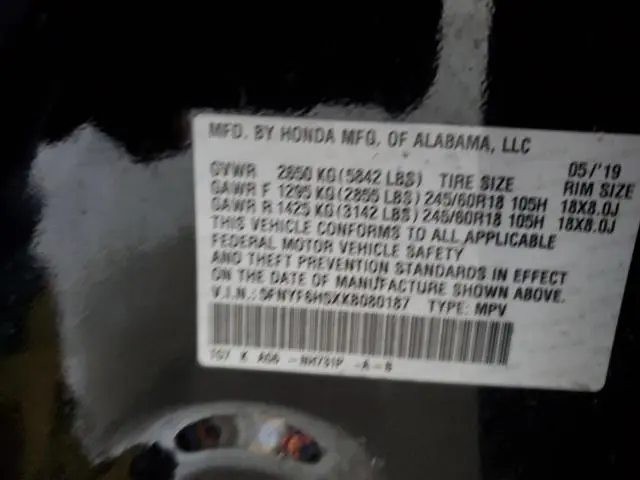 MFD. BY HONDA MFG. OF ALABAMA, LLC
05/'19
GVWR 2650 KG (5842 LBS) TIRE SIZE RIM SIZE
GAWR F 1295 KG (2855 LBS) 245/60R18 105H 18X8.0J
GAWR R 1425 KG (3142 LBS) 245/60R18 105H 18X8.0J
THIS VEHICLE CONFORMS TO ALL APPLICABLE
FEDERAL MOTOR VEHICLE SAFETY
AND THEFT PREVENTION STANDARDS IN EFFECT
ON THE DATE OF MANUFACTURE SHOWN ABOVE.
V.I.N.: 5FNYF6H5XKB080187 TYPE: MPV
TG7 K A06 -NH731P -A-B